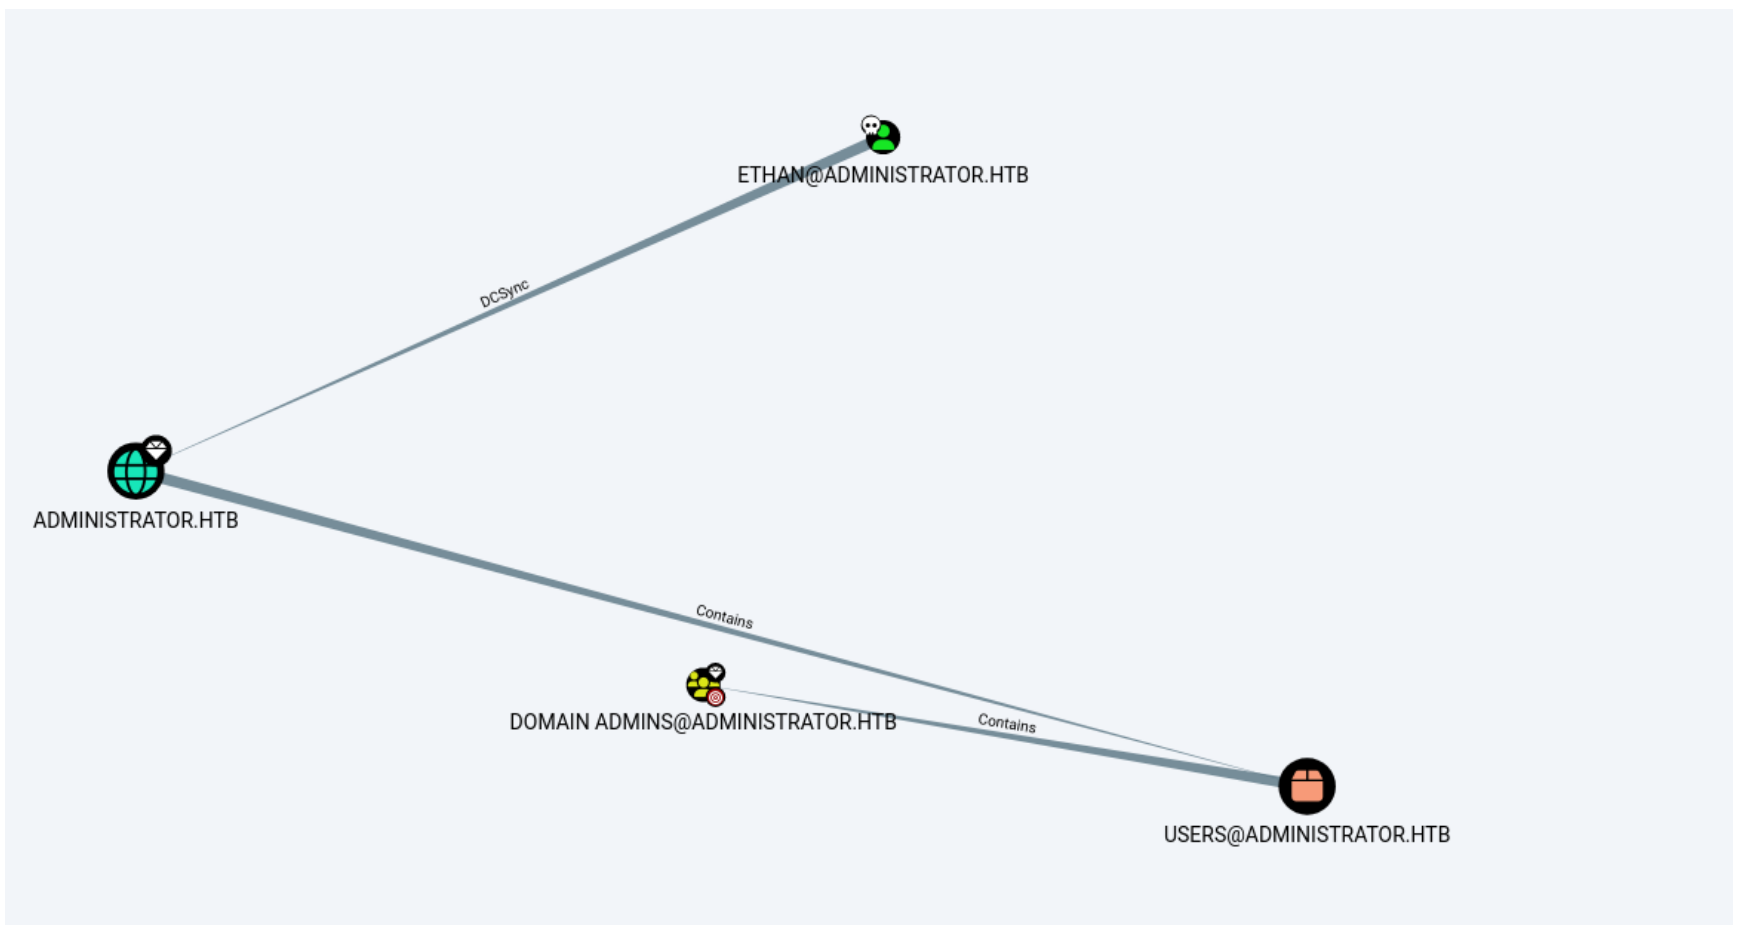 ETHAN@ADMINISTRATOR.HTB
DCSync
ADMINISTRATOR.HTB
Contains
DOMAIN ADMINS@ADMINISTRATOR.HTB
Contains
USERS@ADMINISTRATOR.HTB